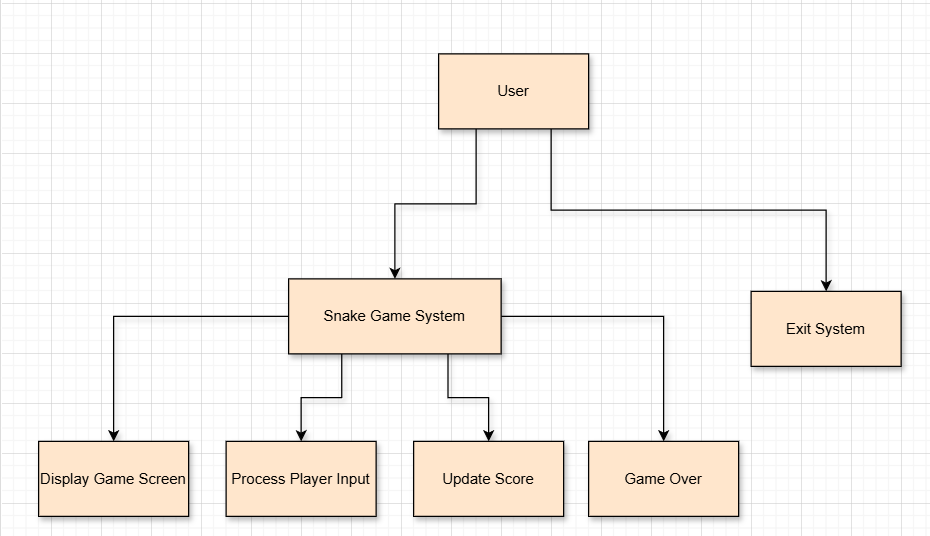 User
Snake Game System
Exit System
Display Game Screen
Process Player Input
Update Score
Game Over